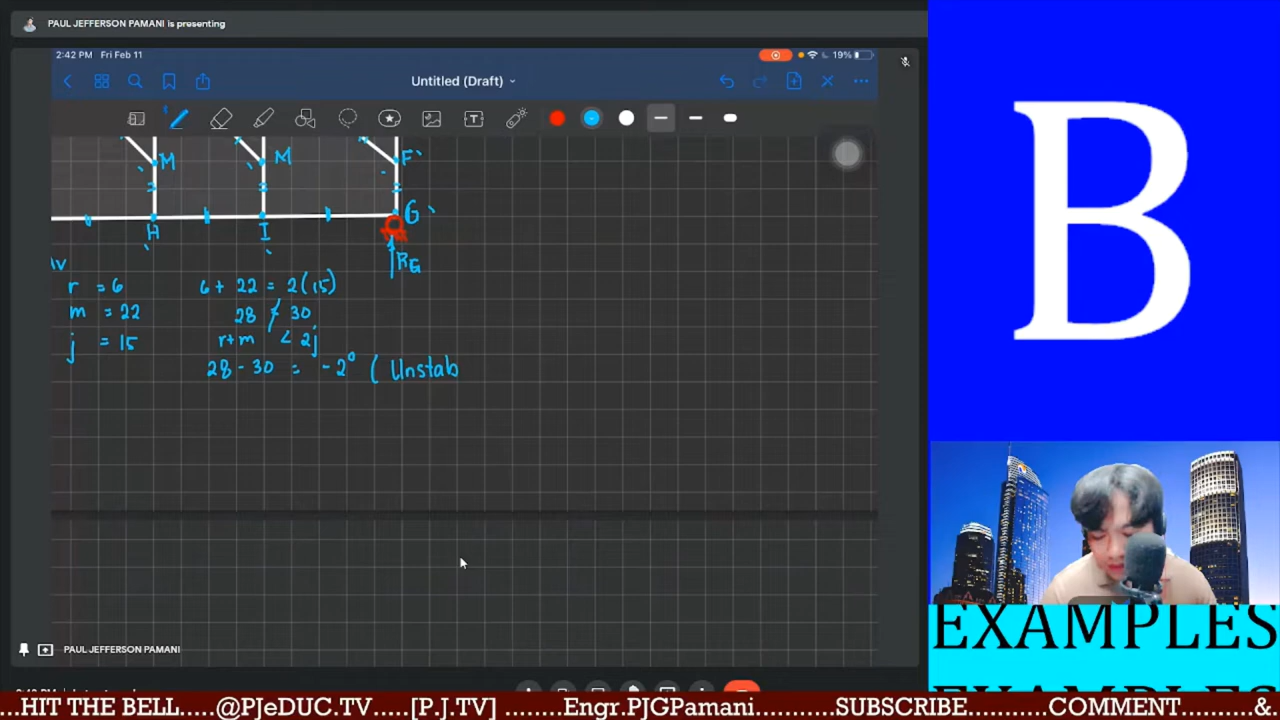 PAUL JEFFERSON PAMANI is presenting
B
2:42 PM Fri Feb 11
19%
Untitled (Draft)
T
M
M
F
G
H
I
RG
r = 6
6 + 22 = 2(15)
m = 22
28 ≠ 30
j = 15
r+m < 2j
28 - 30 = -2° ( Unstab
PAUL JEFFERSON PAMANI
EXAMPLES
...HIT THE BELL.....@PJeDUC.TV.....[P.J.TV] .......Engr.PJGPamani............SUBSCRIBE..........COMMENT.........&.